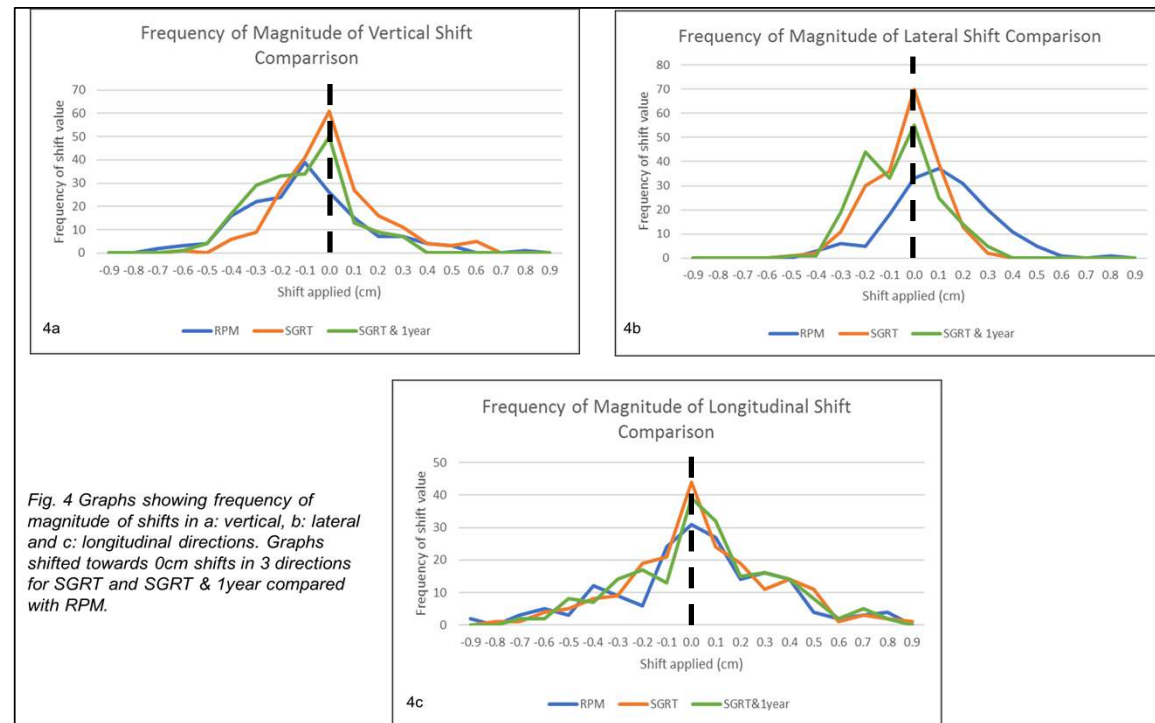 Frequency of Magnitude of Vertical Shift
Comparrison
Frequency of shift value
70
60
50
40
30
20
10
0
-0.9 -0.8 -0.7 -0.6 -0.5 -0.4 -0.3 -0.2 -0.1 0.0 0.1 0.2 0.3 0.4 0.5 0.6 0.7 0.8 0.9
Shift applied (cm)
4a
RPM SGRT SGRT & 1year
Frequency of Magnitude of Lateral Shift Comparison
Frequency of shift value
80
70
60
50
40
30
20
10
0
-0.9 -0.8 -0.7 -0.6 -0.5 -0.4 -0.3 -0.2 -0.1 0.0 0.1 0.2 0.3 0.4 0.5 0.6 0.7 0.8 0.9
Shift applied (cm)
4b
RPM SGRT SGRT & 1year
Frequency of Magnitude of Longitudinal Shift
Comparison
Frequency of shift value
50
40
30
20
10
0
-0.9 -0.8 -0.7 -0.6 -0.5 -0.4 -0.3 -0.2 -0.1 0.0 0.1 0.2 0.3 0.4 0.5 0.6 0.7 0.8 0.9
Shift applied (cm)
4c
RPM SGRT SGRT&1year
Fig. 4 Graphs showing frequency of
magnitude of shifts in a: vertical, b: lateral
and c: longitudinal directions. Graphs
shifted towards 0cm shifts in 3 directions
for SGRT and SGRT & 1year compared
with RPM.